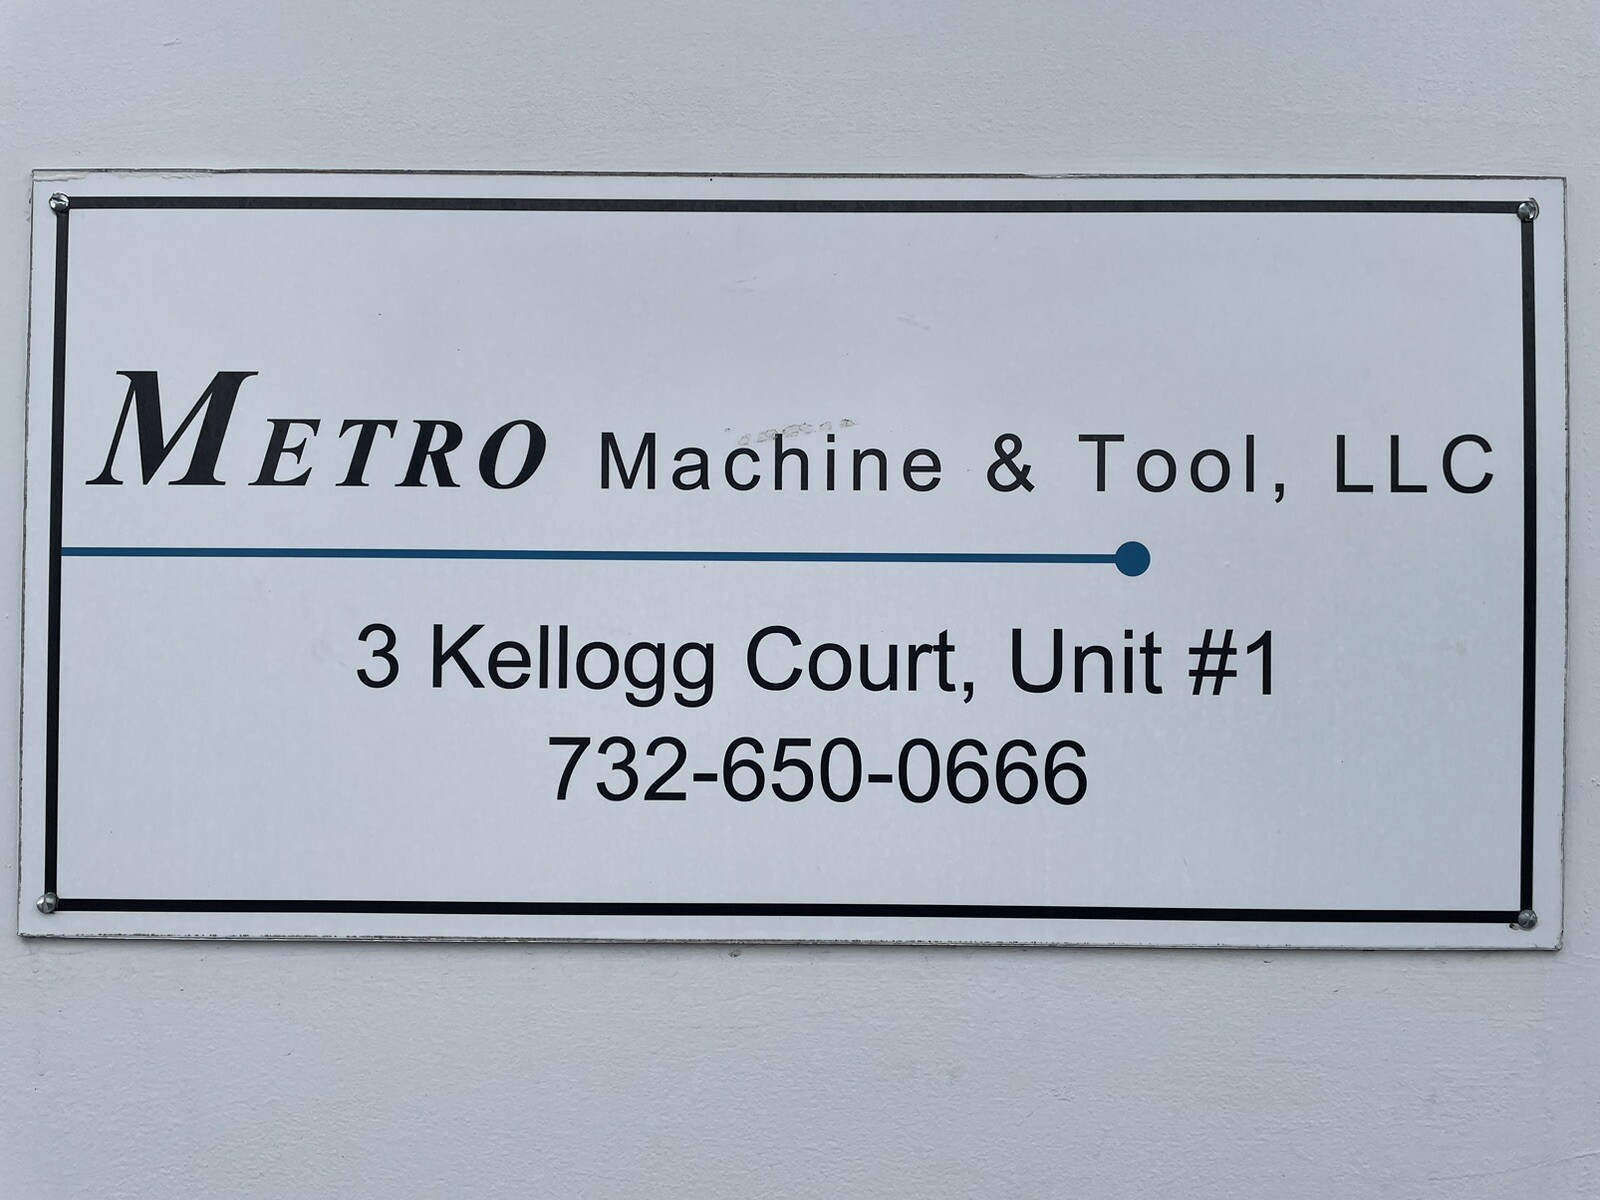 METRO Machine & Tool, LLC
3 Kellogg Court, Unit #1
732-650-0666